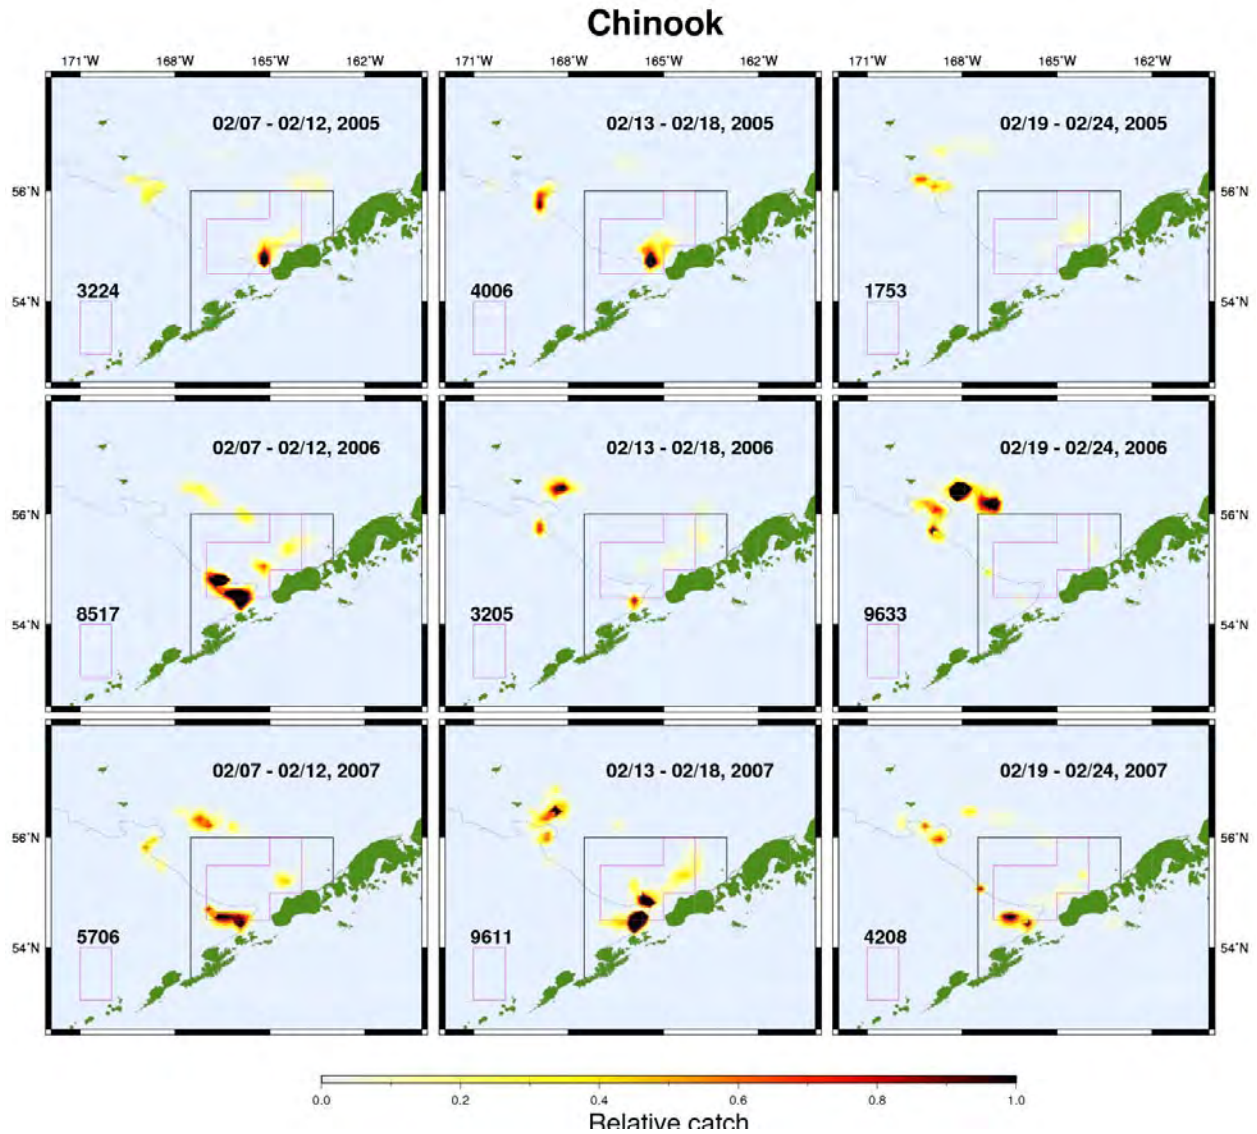 Chinook
171°W 168°W 165°W 162°W 168°W 165°W 162°W 171°W 168°W 165°W 162°W
02/07 - 02/12, 2005 02/13 - 02/18, 2005 02/19 - 02/24, 2005
56°N 56°N
3224 4006 1753
54°N 54°N
02/07 - 02/12, 2006 02/13 - 02/18, 2006 02/19 - 02/24, 2006
56°N 56°N
8517 3205 9633
54°N 54°N
02/07 - 02/12, 2007 02/13 - 02/18, 2007 02/19 - 02/24, 2007
56°N 56°N
5706 9611 4208
54°N 54°N
0.0 0.2 0.4 0.6 0.8 1.0
Relative catch